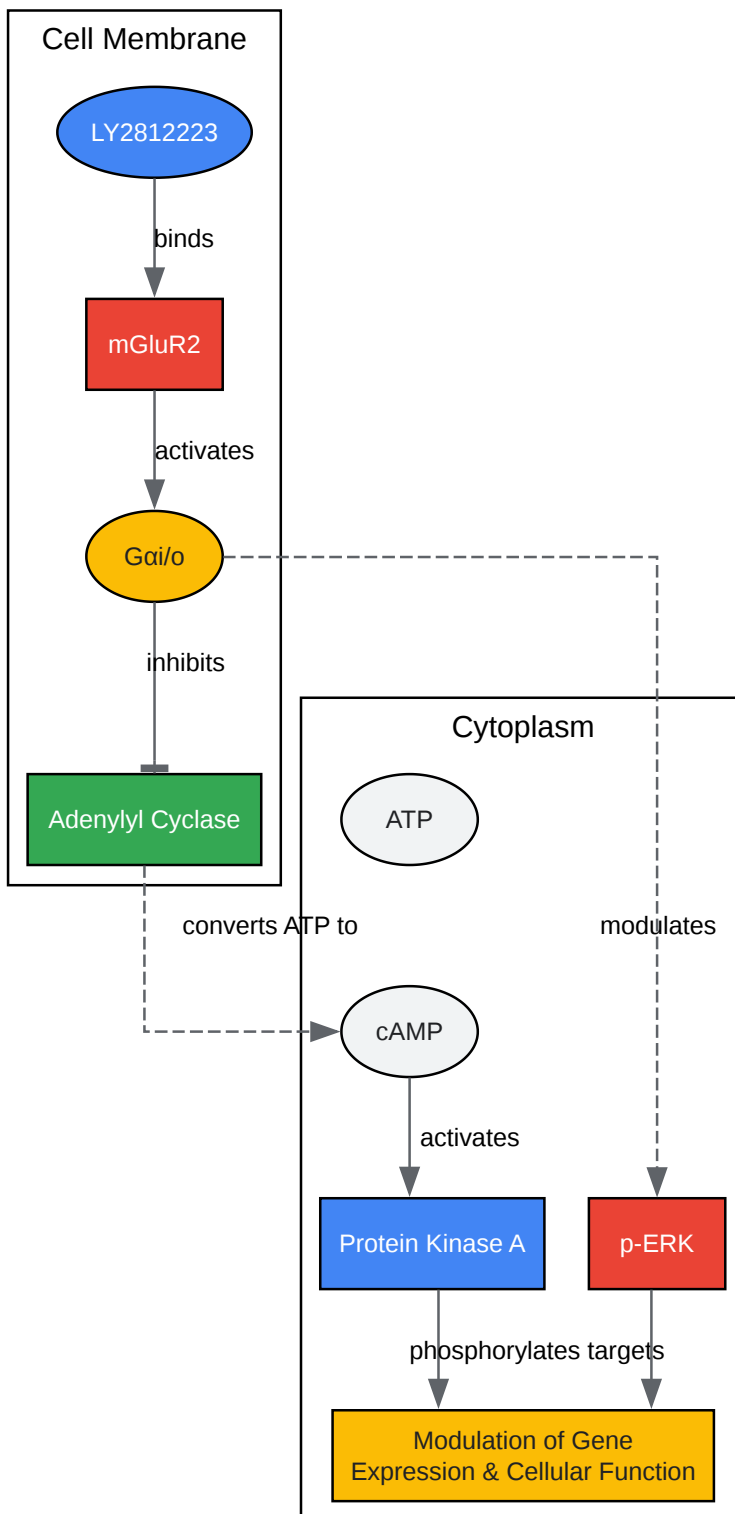 Cell Membrane
LY2812223
binds
mGluR2
activates
Gαi/o
inhibits
Adenylyl Cyclase
Cytoplasm
ATP
converts ATP to
modulates
cAMP
activates
Protein Kinase A
p-ERK
phosphorylates targets
Modulation of Gene
Expression & Cellular Function